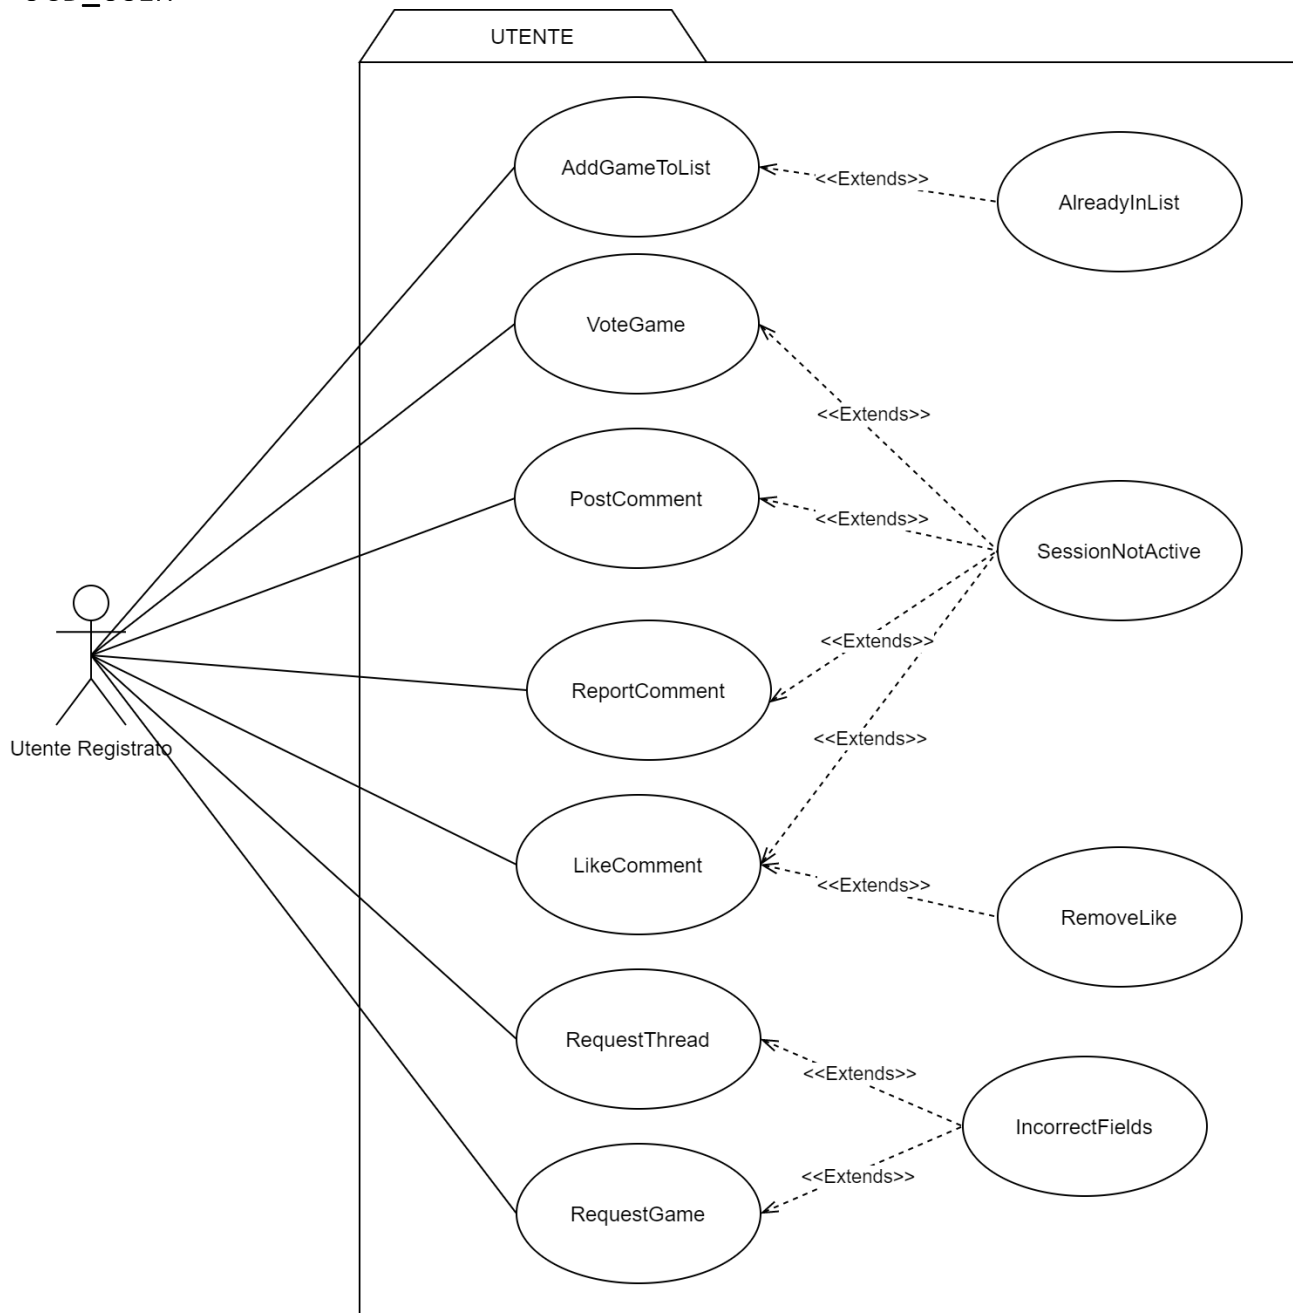 UTENTE
AddGameToList
<<Extends>>
AlreadyInList
VoteGame
<<Extends>>
PostComment
<<Extends>>
SessionNotActive
<<Extends>>
ReportComment
Utente Registrato
<<Extends>>
LikeComment
<<Extends>>
RemoveLike
RequestThread
<<Extends>>
IncorrectFields
<<Extends>>
RequestGame